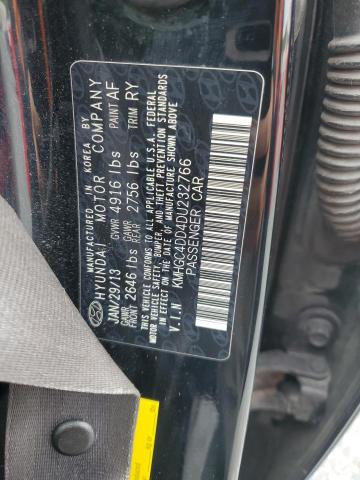 MANUFACTURED IN KOREA BY
HYUNDAI MOTOR COMPANY
JAN/29/13 GVWR 4916 lbs PAINT AF
GAWR FRONT 2646 lbs GAWR REAR 2756 lbs TRIM RY
THIS VEHICLE CONFORMS TO ALL APPLICABLE U.S.A. FEDERAL
MOTOR VEHICLE SAFETY, BUMPER, AND THEFT PREVENTION STANDARDS
IN EFFECT ON THE DATE OF MANUFACTURE SHOWN ABOVE
V.I.N KMHGC4DD4DU232766
PASSENGER CAR